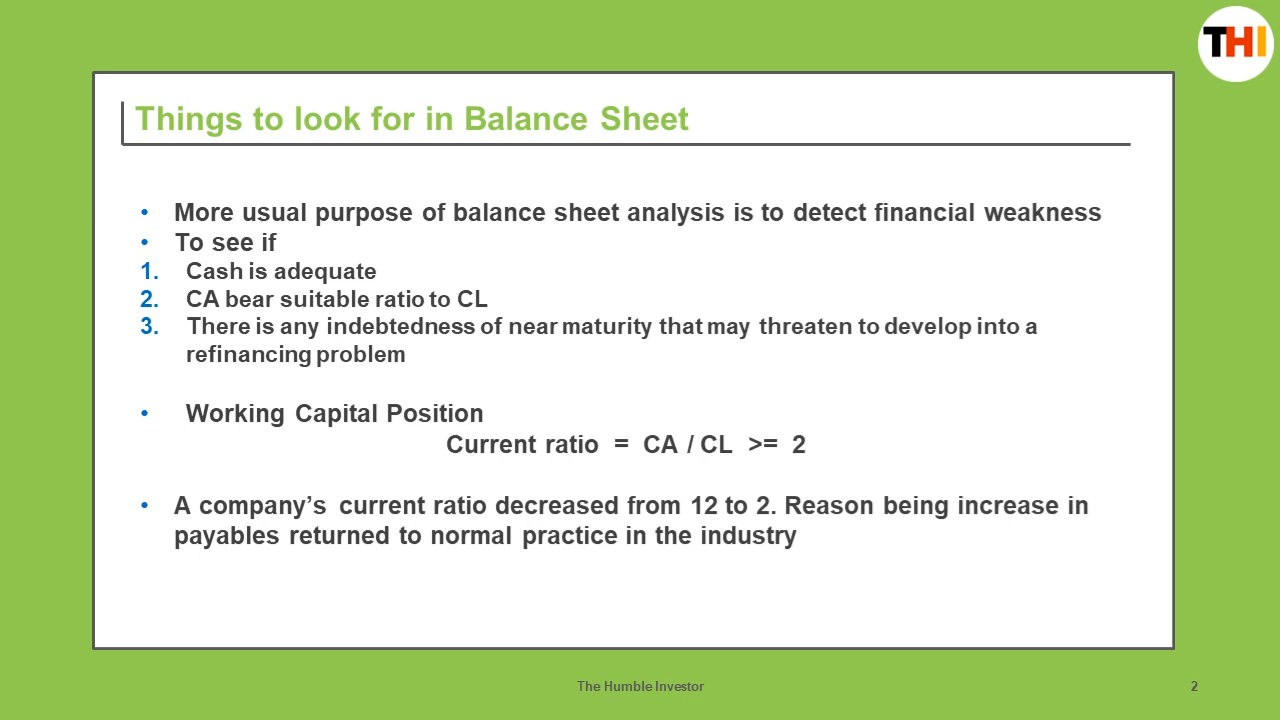 THI
Things to look for in Balance Sheet
• More usual purpose of balance sheet analysis is to detect financial weakness
• To see if
1. Cash is adequate
2. CA bear suitable ratio to CL
3. There is any indebtedness of near maturity that may threaten to develop into a
refinancing problem
• Working Capital Position
Current ratio = CA / CL >= 2
• A company’s current ratio decreased from 12 to 2. Reason being increase in
payables returned to normal practice in the industry
The Humble Investor
2